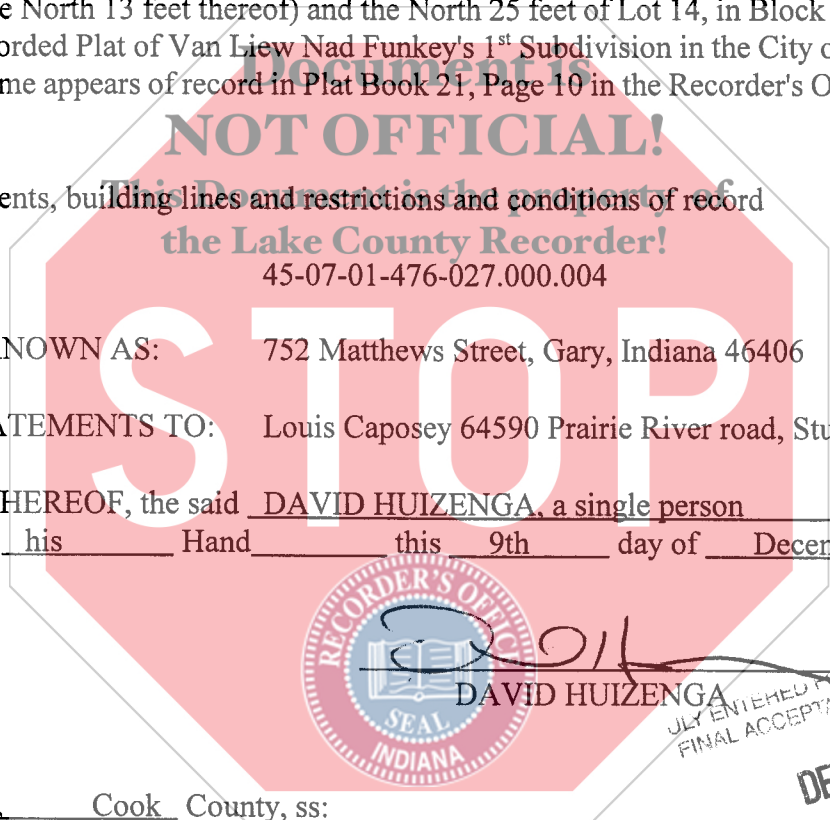 e North 13 feet thereof) and the North 25 feet of Lot 14, in Block
orded Plat of Van Liew Nad Funkey's 1st Subdivision in the City o
Document is
me appears of record in Plat Book 21, Page 10 in the Recorder's O
NOT OFFICIAL!
This Document is the property of
ents, building lines and restrictions and conditions of record
the Lake County Recorder!
45-07-01-476-027.000.004
STOP
NOWN AS: 752 Matthews Street, Gary, Indiana 46406
ATEMENTS TO: Louis Caposey 64590 Prairie River road, Stu
HEREOF, the said DAVID HUIZENGA, a single person
his Hand this 9th day of Decem
RECORDER'S OFFICE
SEAL
INDIANA
DAVID HUIZENGA
ULY ENTERED F
FINAL ACCEPTA
DE
Cook County, ss: